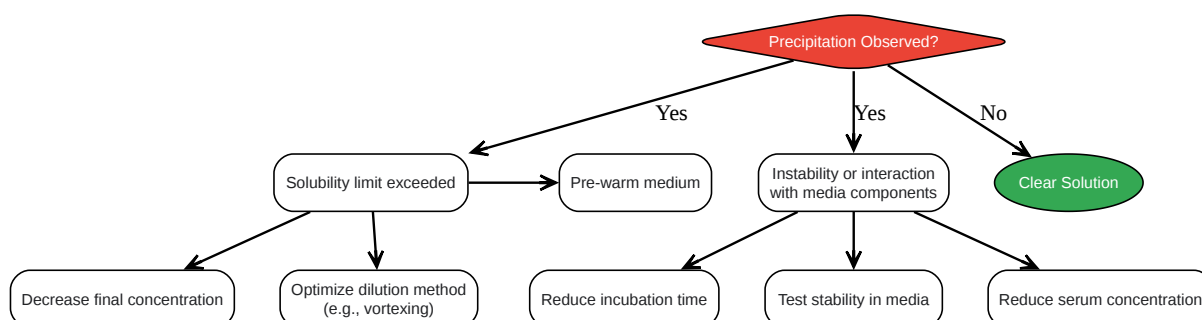 Precipitation Observed?
Yes
Yes
No
Solubility limit exceeded
Pre-warm medium
Instability or interaction
with media components
Clear Solution
Decrease final concentration
Optimize dilution method
(e.g., vortexing)
Reduce incubation time
Test stability in media
Reduce serum concentration